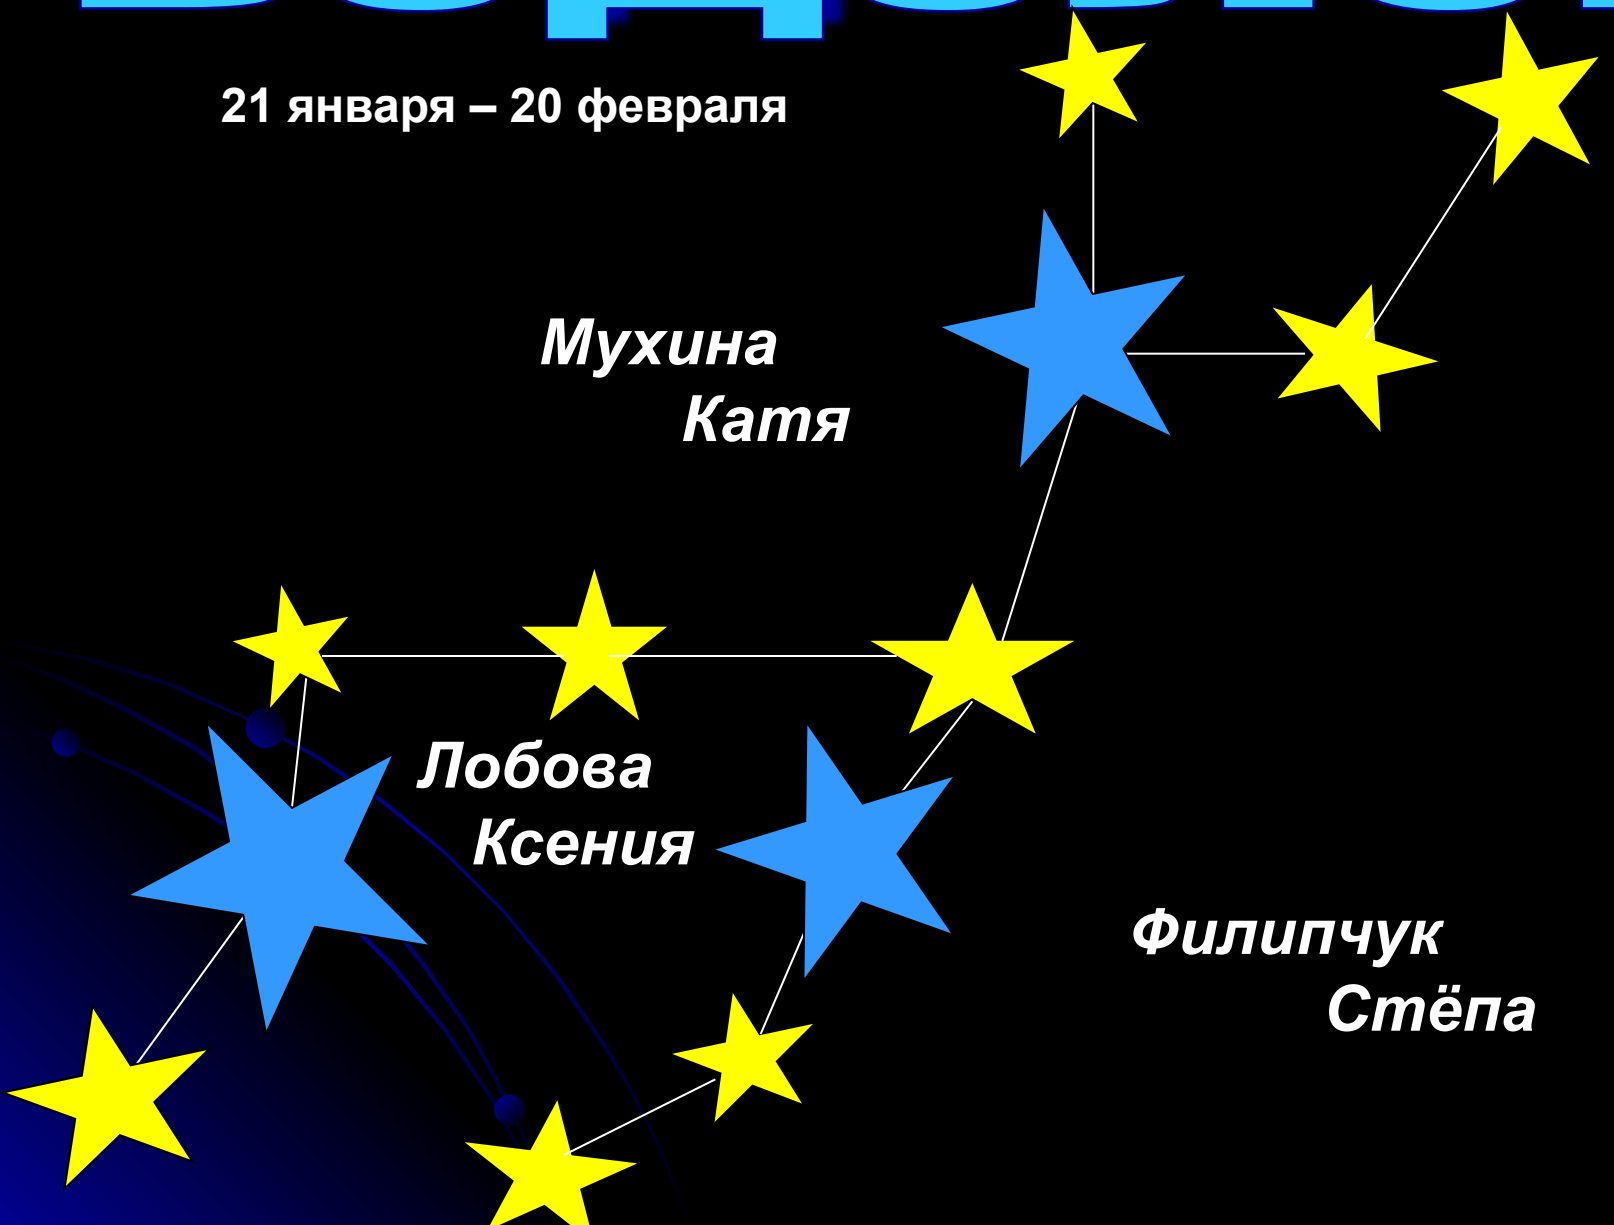 21 января – 20 февраля
Мухина
Катя
Лобова
Ксения
Филипчук
Стёпа